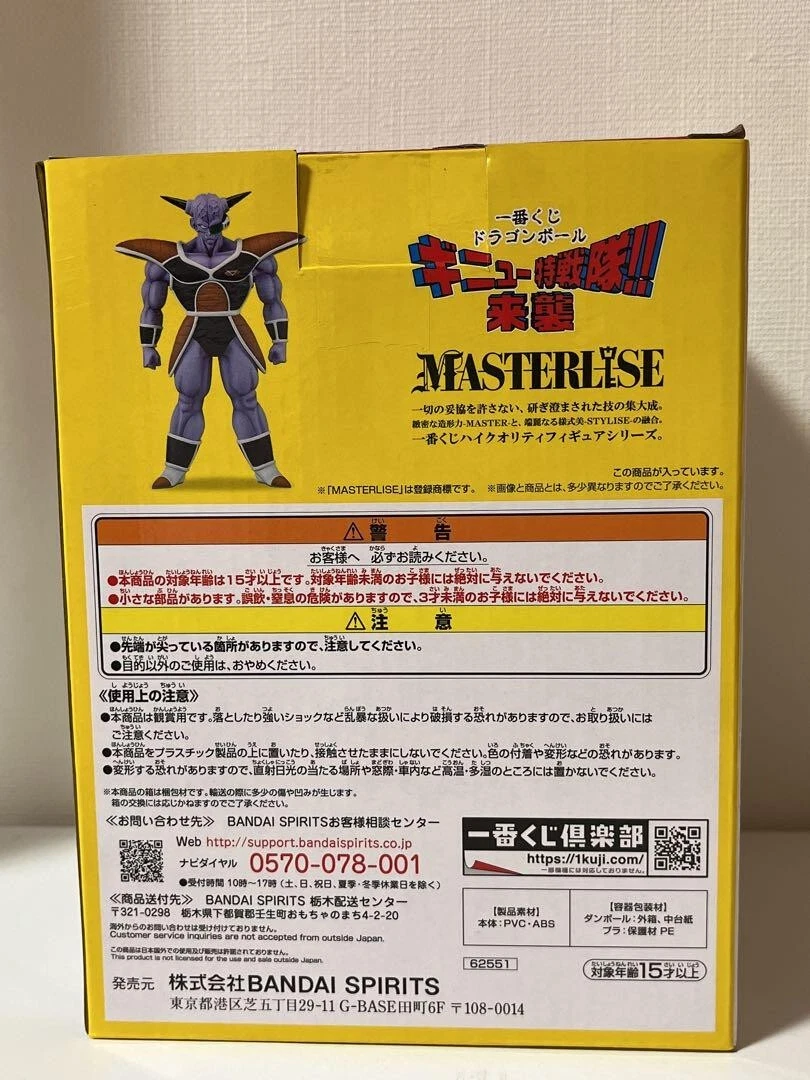 一番くじ
ドラゴンボール
ギニュー特戦隊!!!
来襲
MASTERLISE
一切の妥協を許さない、研ぎ澄まされた技の集大成。
緻密な造形力-MASTER-と、端麗なる様式美-STYLISE-の融合。
一番くじハイクオリティフィギュアシリーズ。
この商品が入っています。
※「MASTERLISE」は登録商標です。 ※画像と商品とは、多少異なりますのでご了承ください。
⚠警告
お客様へ 必ずお読みください。
●本商品の対象年齢は15才以上です。対象年齢未満のお子様には絶対に与えないでください。
●小さな部品があります。誤飲・窒息の危険がありますので、3才未満のお子様には絶対に与えないでください。
⚠注意
●先端が尖っている箇所がありますので、注意してください。
●目的以外のご使用は、おやめください。
《使用上の注意》
●本商品は観賞用です。落としたり強いショックなど乱暴な扱いにより破損する恐れがありますので、お取り扱いには
ご注意ください。
●本商品をプラスチック製品の上に置いたり、接触させたままにしないでください。色の付着や変形などの恐れがあります。
●変形する恐れがありますので、直射日光の当たる場所や窓際・車内など高温・多湿のところには置かないでください。
※本商品の箱は梱包材です。輸送の際に多少の傷や凹みが生じます。
箱の交換には応じかねますのでご了承ください。
≪お問い合わせ先≫ BANDAI SPIRITSお客様相談センター
Web http://support.bandaispirits.co.jp
ナビダイヤル 0570-078-001
●受付時間 10時〜17時(土、日、祝日、夏季・冬季休業日を除く)
≪商品送付先≫ BANDAI SPIRITS 栃木配送センター
〒321-0298 栃木県下都賀郡壬生町おもちゃのまち4-2-20
海外からのお問い合わせは受け付けておりません。
Customer service inquiries are not accepted from outside Japan.
この商品は日本国外での使用及び販売は許諾されておりません。
This product is not licensed for the use and sale outside Japan.
発売元 株式会社BANDAI SPIRITS
東京都港区芝五丁目29-11 G-BASE田町6F 〒108-0014
一番くじ倶楽部
https://1kuji.com/
一部機種には対応しておりません。
【製品素材】
本体:PVC・ABS
【容器包装材】
ダンボール:外箱、中台紙
プラ:保護材 PE
62551
対象年齢15才以上